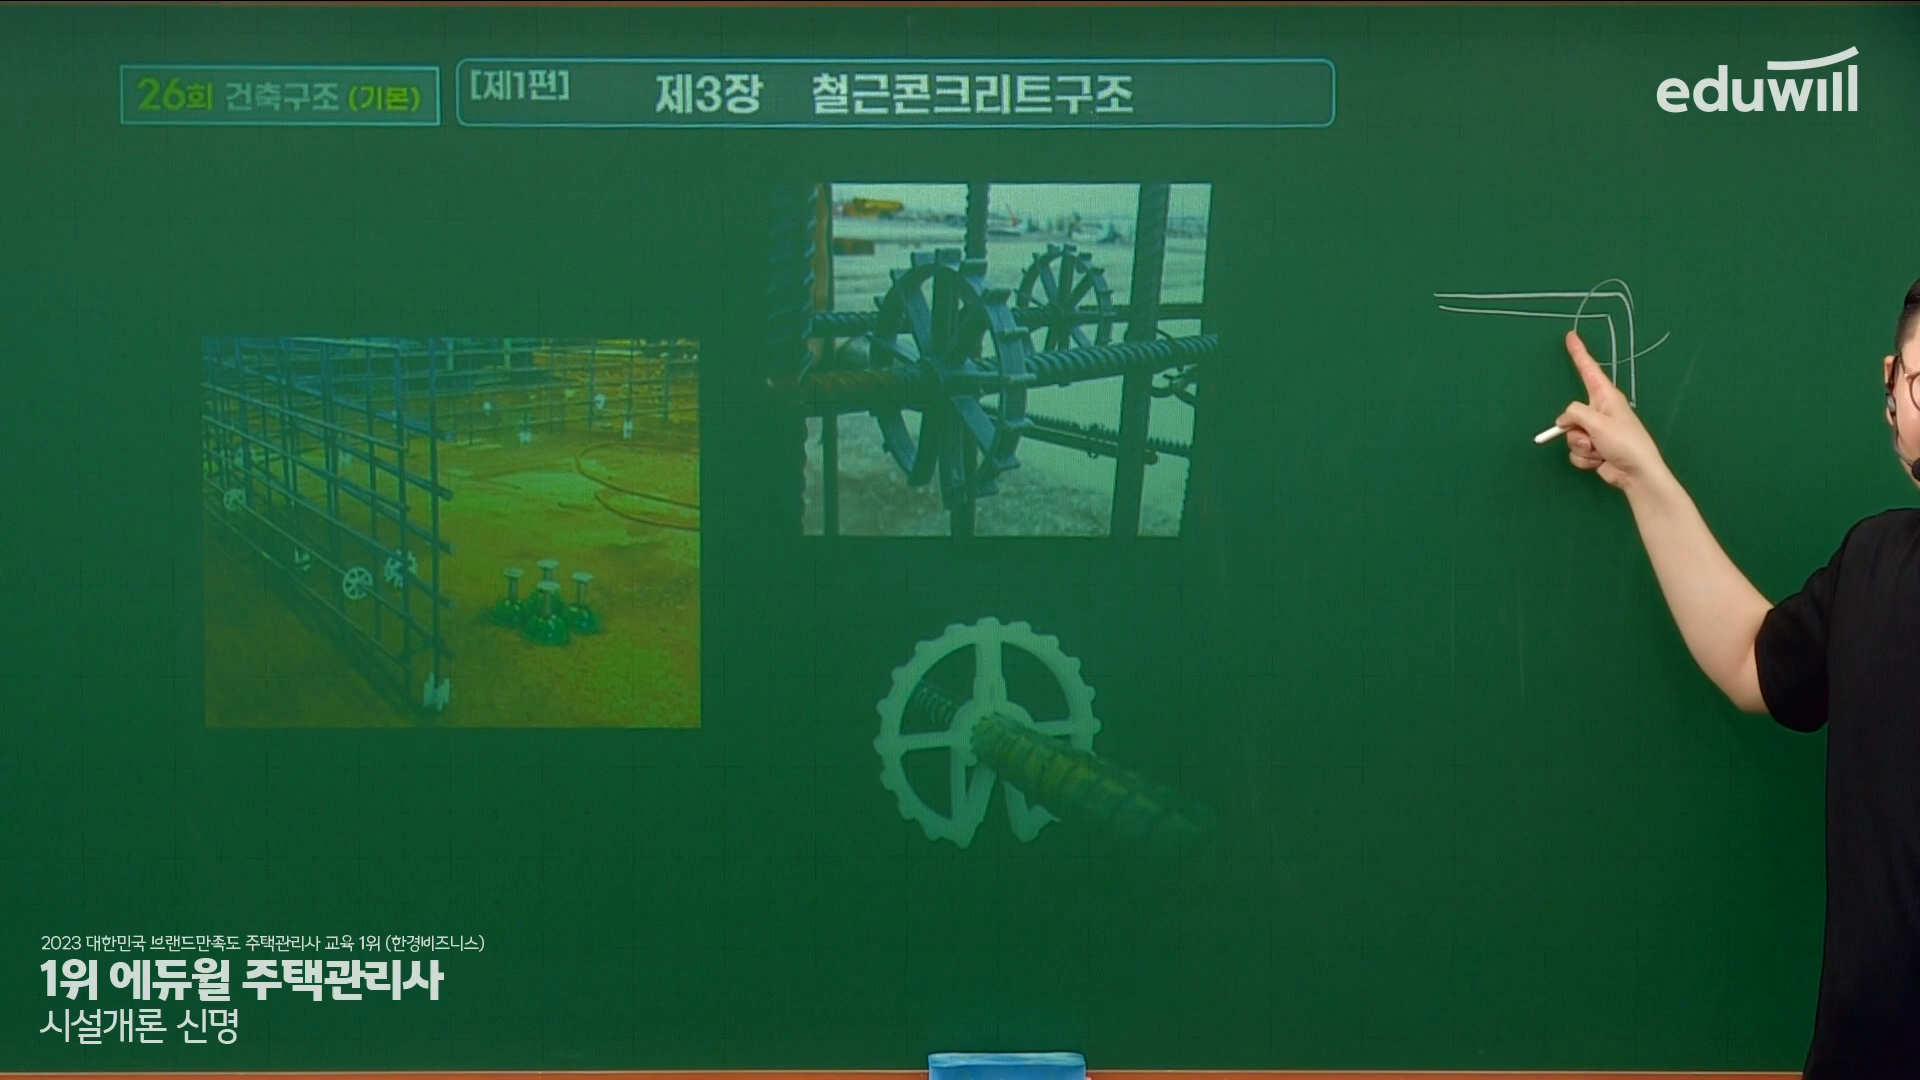 26회 건축구조 (기본)
[제1편] 제3장 철근콘크리트구조
eduwill
2023 대한민국 브랜드만족도 주택관리사 교육 1위 (한경비즈니스)
1위 에듀윌 주택관리사
시설개론 신명